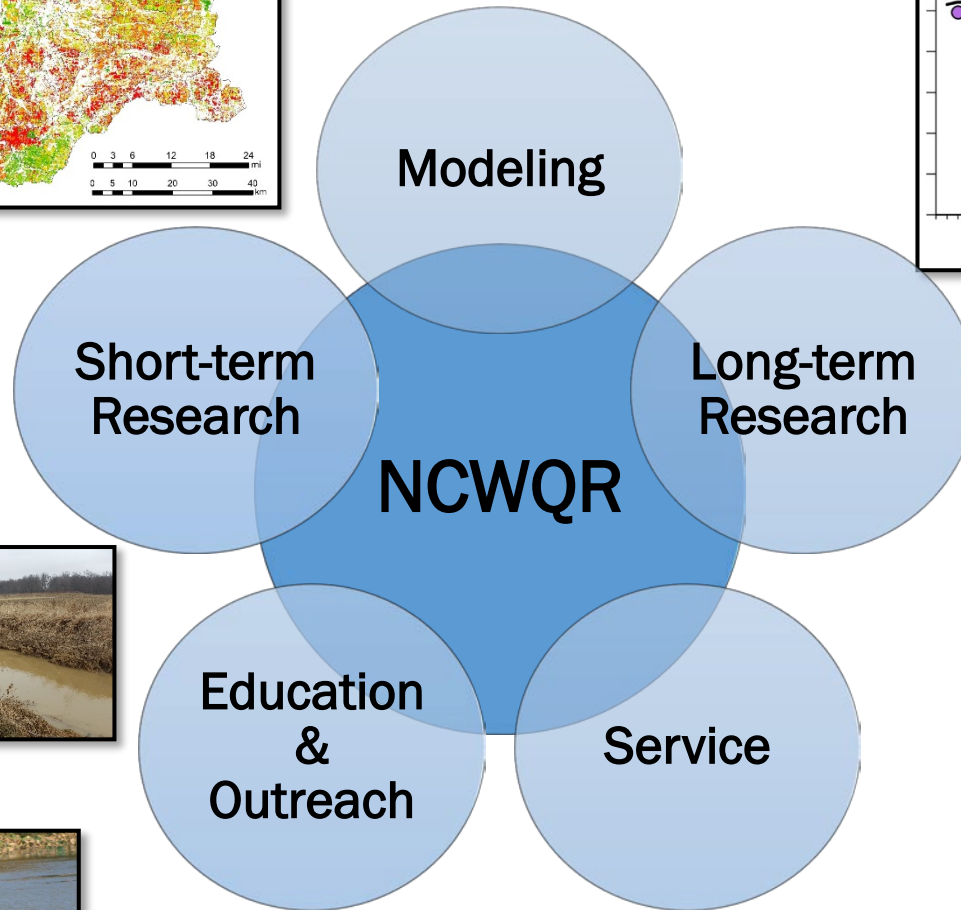 0 3 6 12 18 24
mi
0 5 10 20 30 40
km
Modeling
Short-term
Research
Long-term
Research
NCWQR
Education
&
Outreach
Service